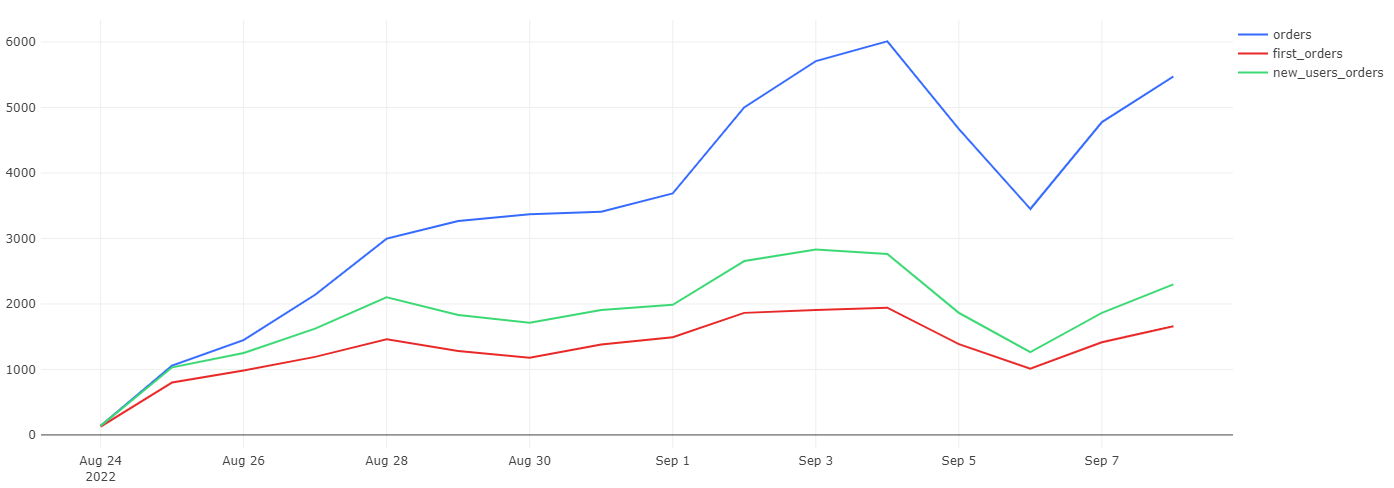 6000
5000
4000
3000
2000
1000
0
Aug 24
2022
Aug 26
Aug 28
Aug 30
Sep 1
Sep 3
Sep 5
Sep 7
orders
first_orders
new_users_orders